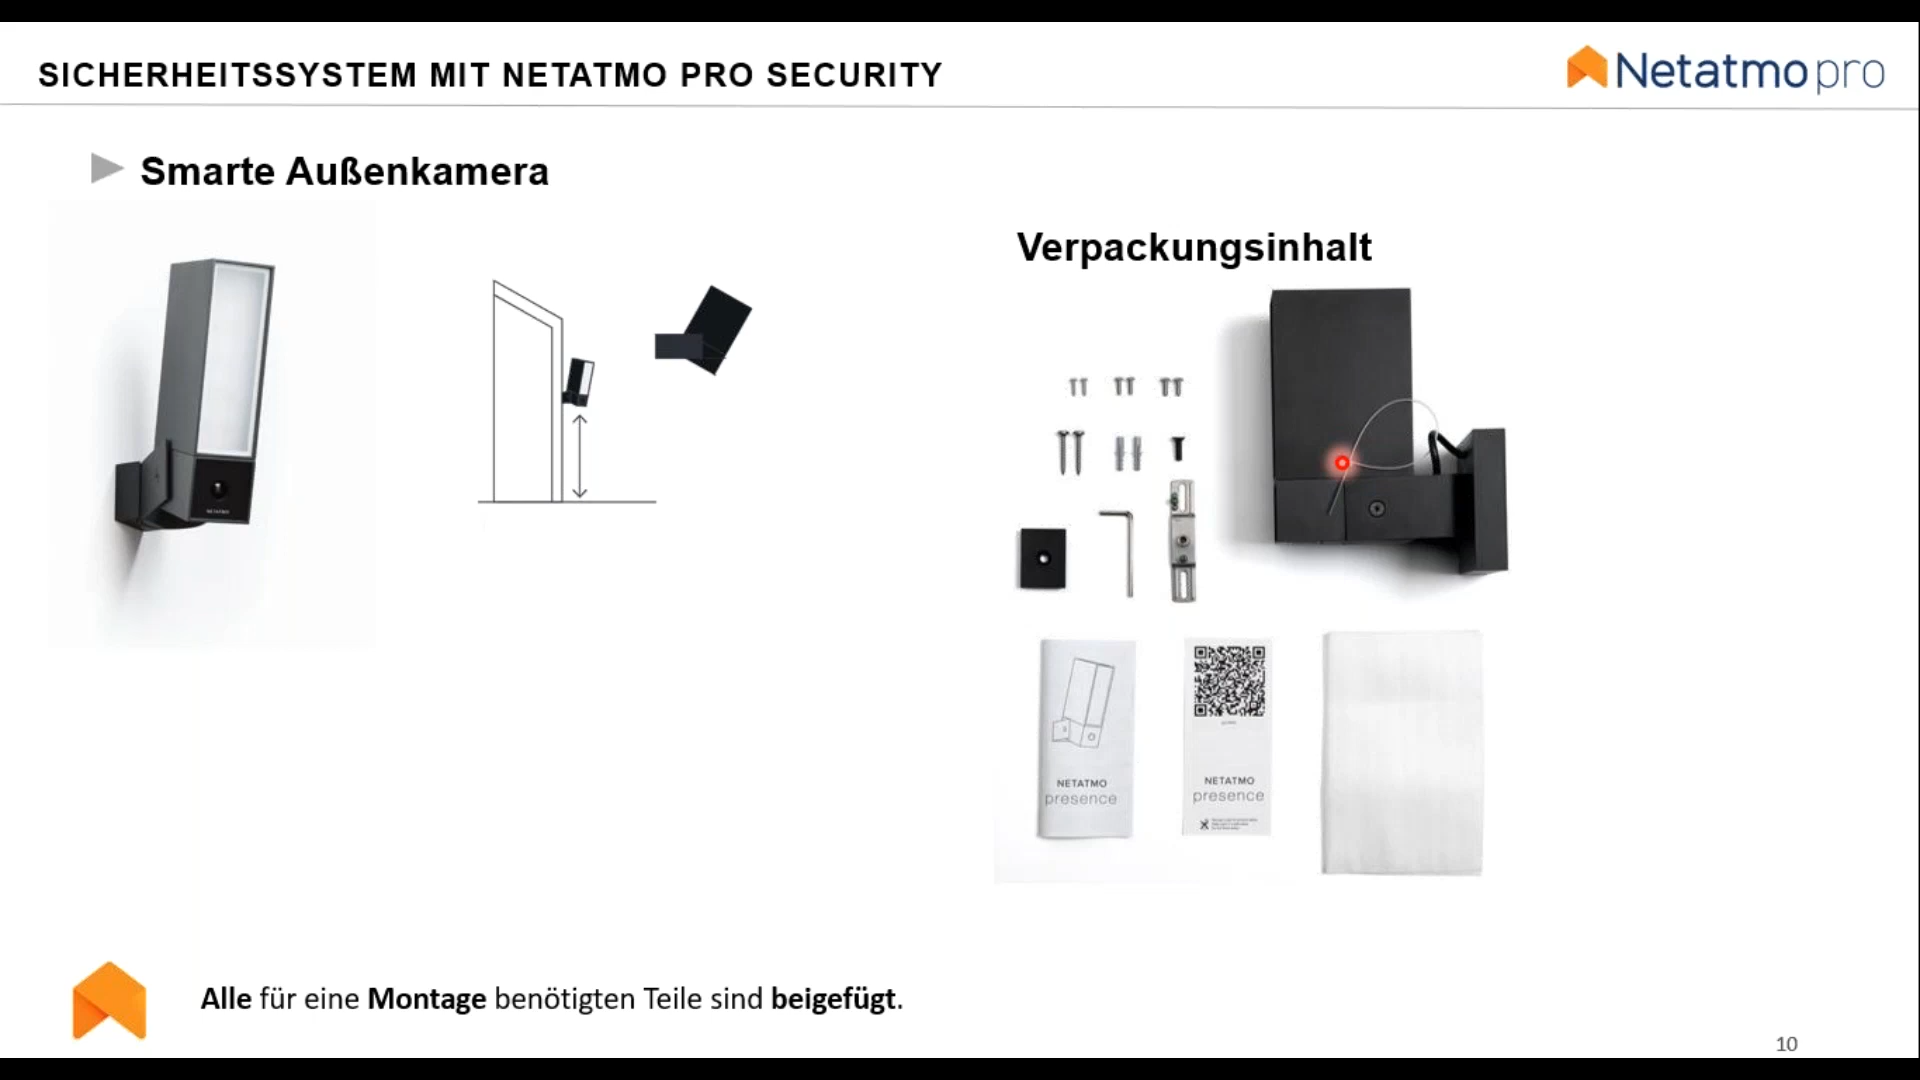 SICHERHEITSSYSTEM MIT NETATMO PRO SECURITY
Netatmo pro
Smarte Außenkamera
Verpackungsinhalt
NETATMO
NETATMO
presence
NETATMO
presence
Alle für eine Montage benötigten Teile sind beigefügt.
10